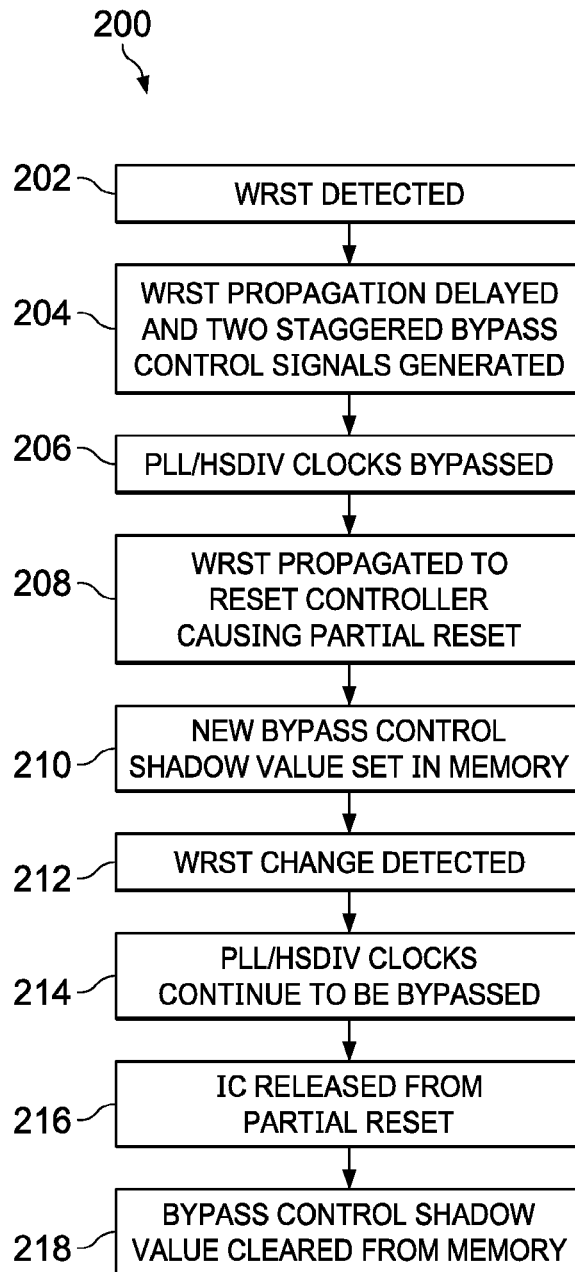 200
202
WRST DETECTED
204
WRST PROPAGATION DELAYED
AND TWO STAGGERED BYPASS
CONTROL SIGNALS GENERATED
206
PLL/HSDIV CLOCKS BYPASSED
208
WRST PROPAGATED TO
RESET CONTROLLER
CAUSING PARTIAL RESET
210
NEW BYPASS CONTROL
SHADOW VALUE SET IN MEMORY
212
WRST CHANGE DETECTED
214
PLL/HSDIV CLOCKS
CONTINUE TO BE BYPASSED
216
IC RELEASED FROM
PARTIAL RESET
218
BYPASS CONTROL SHADOW
VALUE CLEARED FROM MEMORY